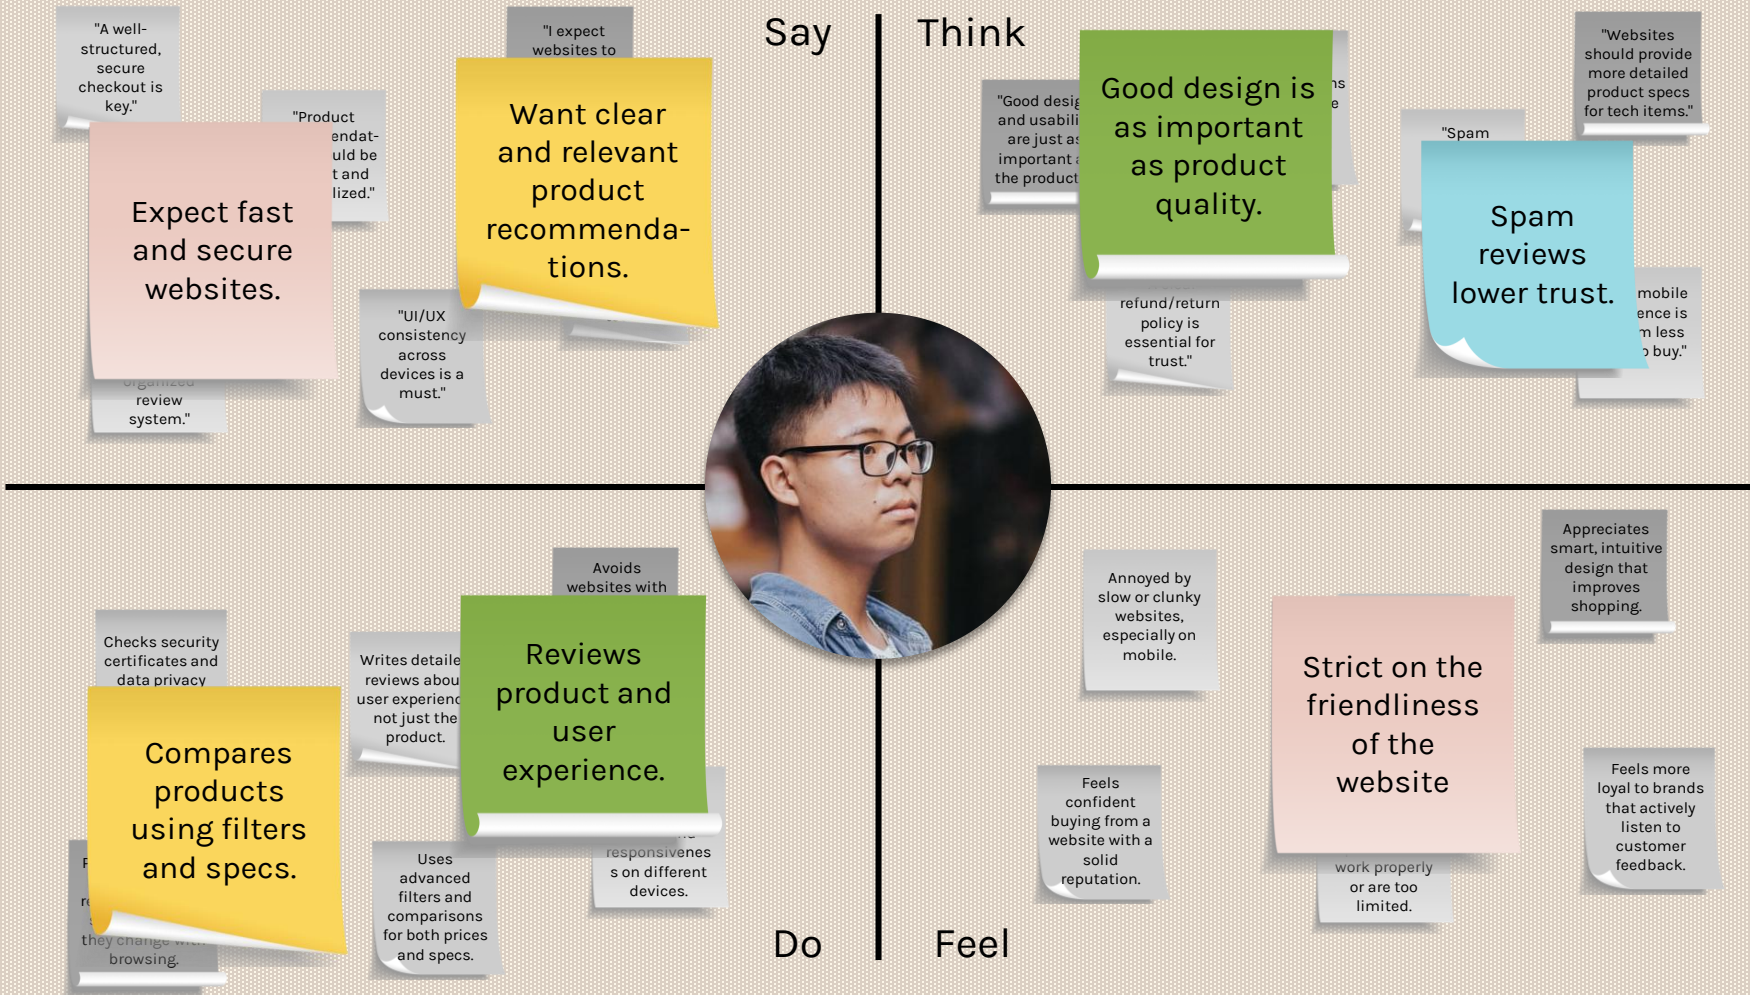 Say
"A well-
structured,
secure
checkout is
key."
"Product
uld be
t and
lized."
Expect fast
and secure
websites.
organized
review
system."
"I expect
websites to
Want clear
and relevant
product
recommenda-
tions.
"UI/UX
consistency
across
devices is a
must."
Think
"Good desig
and usabili
are just as
important
the product
Good design is
as important
as product
quality.
refund/return
policy is
essential for
trust."
"Websites
should provide
more detailed
product specs
for tech items."
"Spam
Spam
reviews
lower trust.
mobile
ence is
m less
o buy."
Do
Checks security
certificates and
data privacy
Compares
products
using filters
and specs.
they change with
browsing.
Writes detaile
reviews abou
user experienc
not just the
product.
Avoids
websites with
Reviews
product and
user
experience.
Uses
advanced
filters and
comparisons
for both prices
and specs.
responsivenes
s on different
devices.
Feel
Annoyed by
slow or clunky
websites,
especially on
mobile.
Feels
confident
buying from a
website with a
solid
reputation.
Strict on the
friendliness
of the
website
work properly
or are too
limited.
Appreciates
smart, intuitive
design that
improves
shopping.
Feels more
loyal to brands
that actively
listen to
customer
feedback.